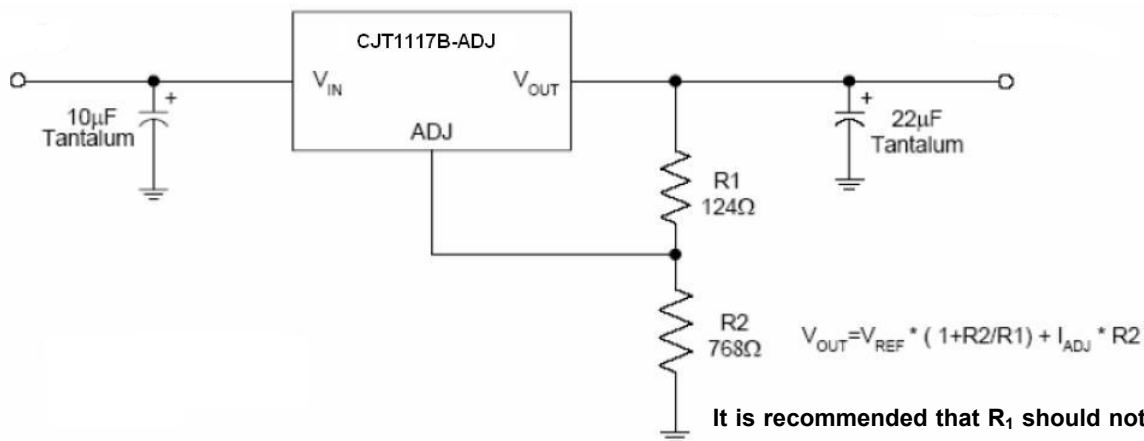 CJT1117B-ADJ
V_IN
V_OUT
ADJ
10μF
Tantalum
22μF
Tantalum
R1
124Ω
R2
768Ω
V_OUT=V_REF * ( 1+R2/R1) + I_ADJ * R2
It is recommended that R₁ should not